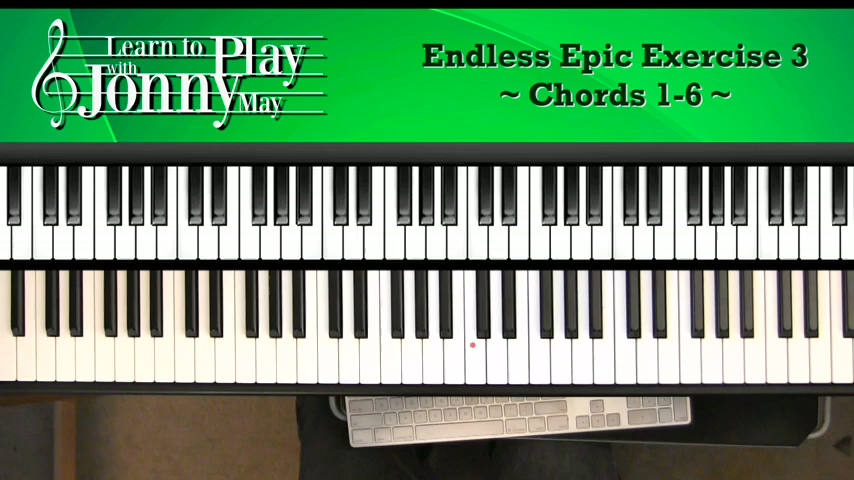 Learn to Play
with
Jonny May
Endless Epic Exercise 3
~ Chords 1-6 ~